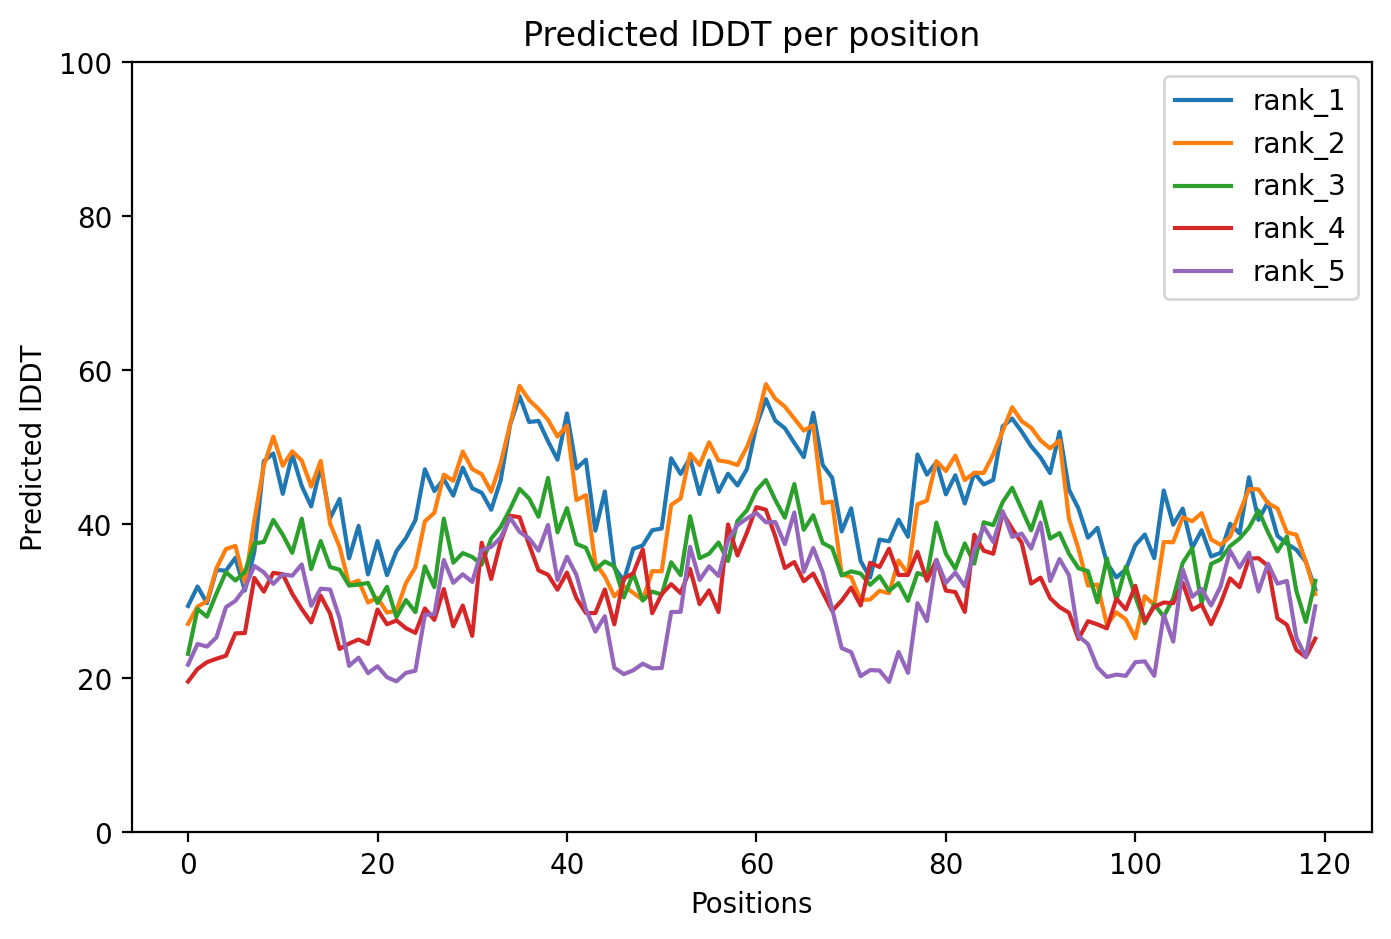 Predicted lDDT per position
100
80
60
40
20
0
Predicted lDDT
0 20 40 60 80 100 120
Positions
rank_1
rank_2
rank_3
rank_4
rank_5